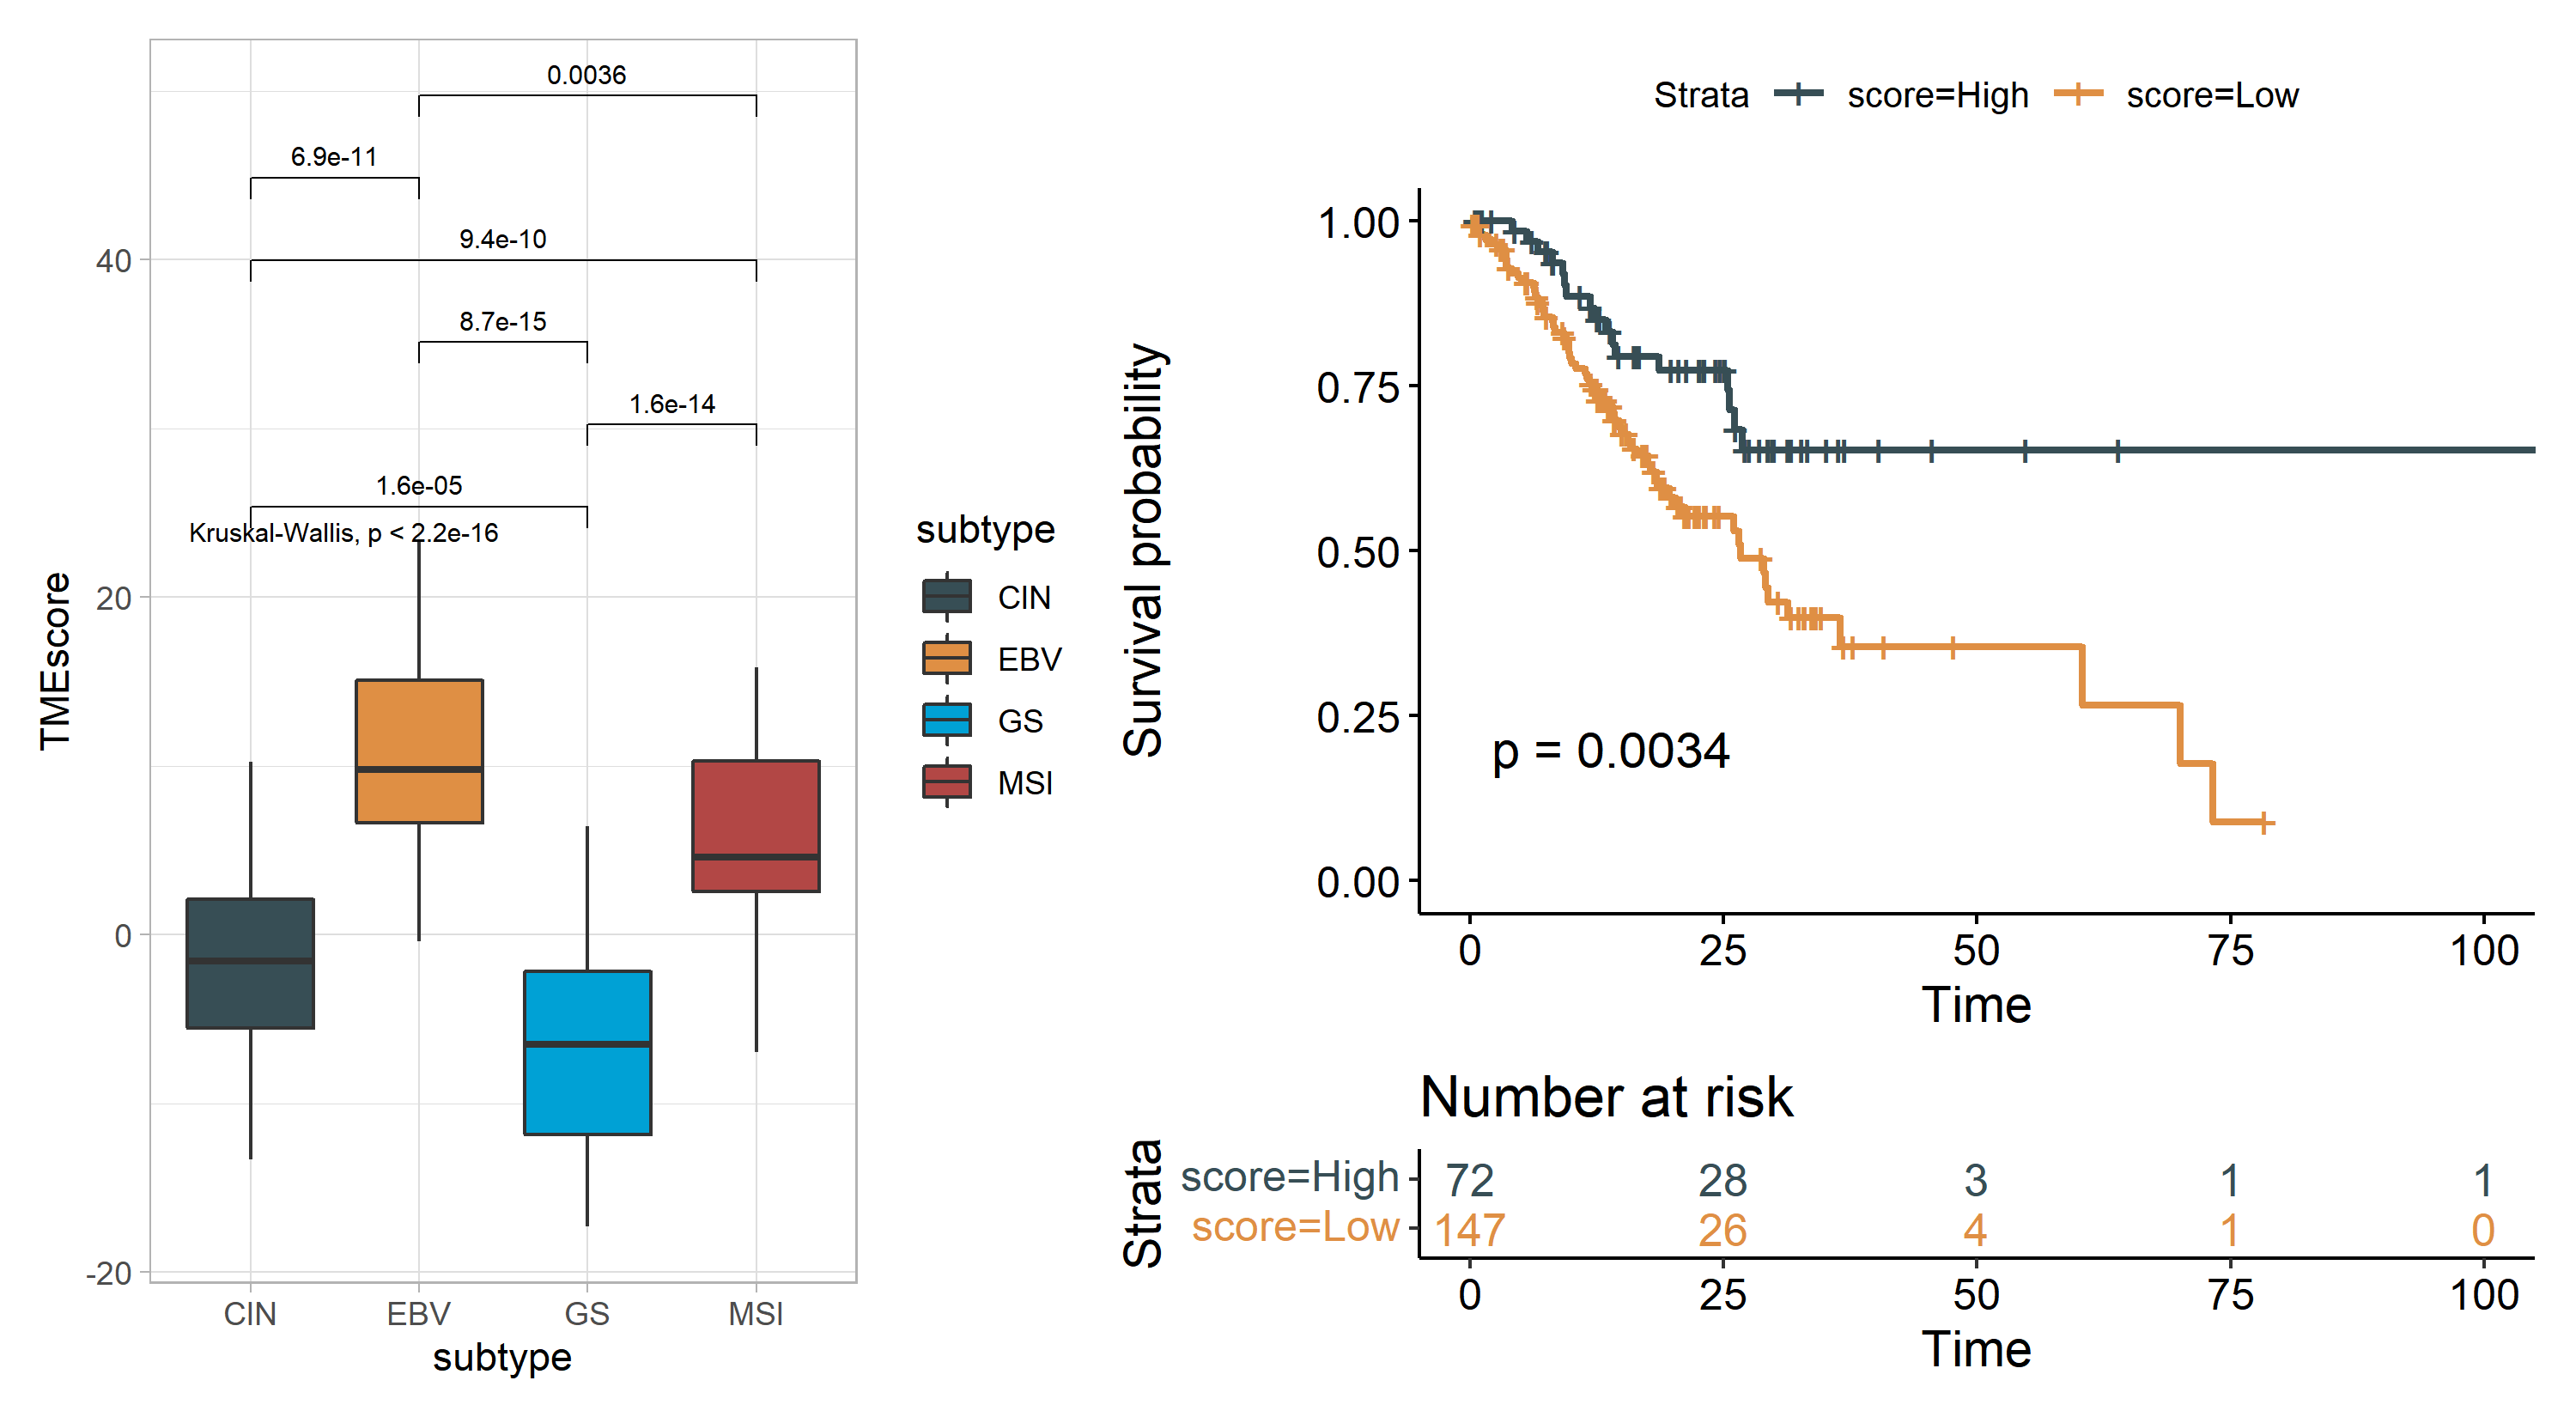 0.0036
6.9e-11
9.4e-10
8.7e-15
1.6e-14
1.6e-05
Kruskal-Wallis, p < 2.2e-16
40
20
0
-20
TMEscore
CIN EBV GS MSI
subtype
subtype
CIN
EBV
GS
MSI
Strata score=High score=Low
Survival probability
1.00
0.75
0.50
0.25
0.00
p = 0.0034
0 25 50 75 100
Time
Number at risk
Strata
score=High 72 28 3 1 1
score=Low 147 26 4 1 0
0 25 50 75 100
Time